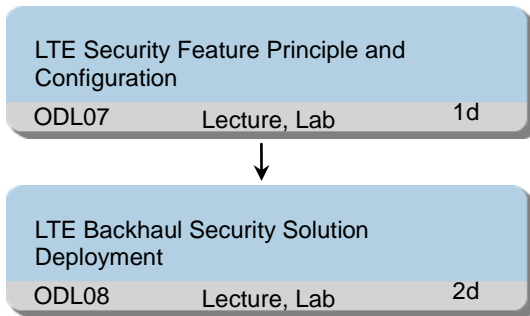 LTE Security Feature Principle and
Configuration
ODL07 Lecture, Lab 1d
LTE Backhaul Security Solution
Deployment
ODL08 Lecture, Lab 2d